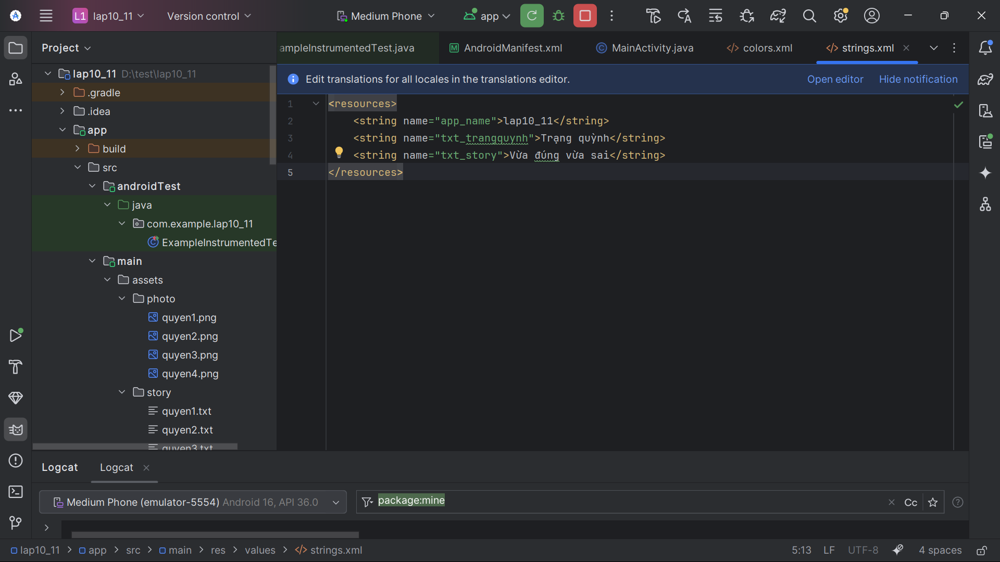 L1 lap10_11 Version control Medium Phone app
Project
lap10_11 D:\test\lap10_11
.gradle
.idea
app
build
src
androidTest
java
com.example.lap10_11
ExampleInstrumentedTe
main
assets
photo
quyen1.png
quyen2.png
quyen3.png
quyen4.png
story
quyen1.txt
quyen2.txt
quyen3.txt
ampleInstrumentedTest.java AndroidManifest.xml MainActivity.java colors.xml strings.xml
Edit translations for all locales in the translations editor. Open editor Hide notification
1 <resources>
2 <string name="app_name">lap10_11</string>
3 <string name="txt_trangquynh">Trạng quỳnh</string>
4 <string name="txt_story">Vừa đúng vừa sai</string>
5 </resources>
Logcat Logcat
Medium Phone (emulator-5554) Android 16, API 36.0 package:mine Cc
lap10_11 > app > src > main > res > values > strings.xml 5:13 LF UTF-8 4 spaces